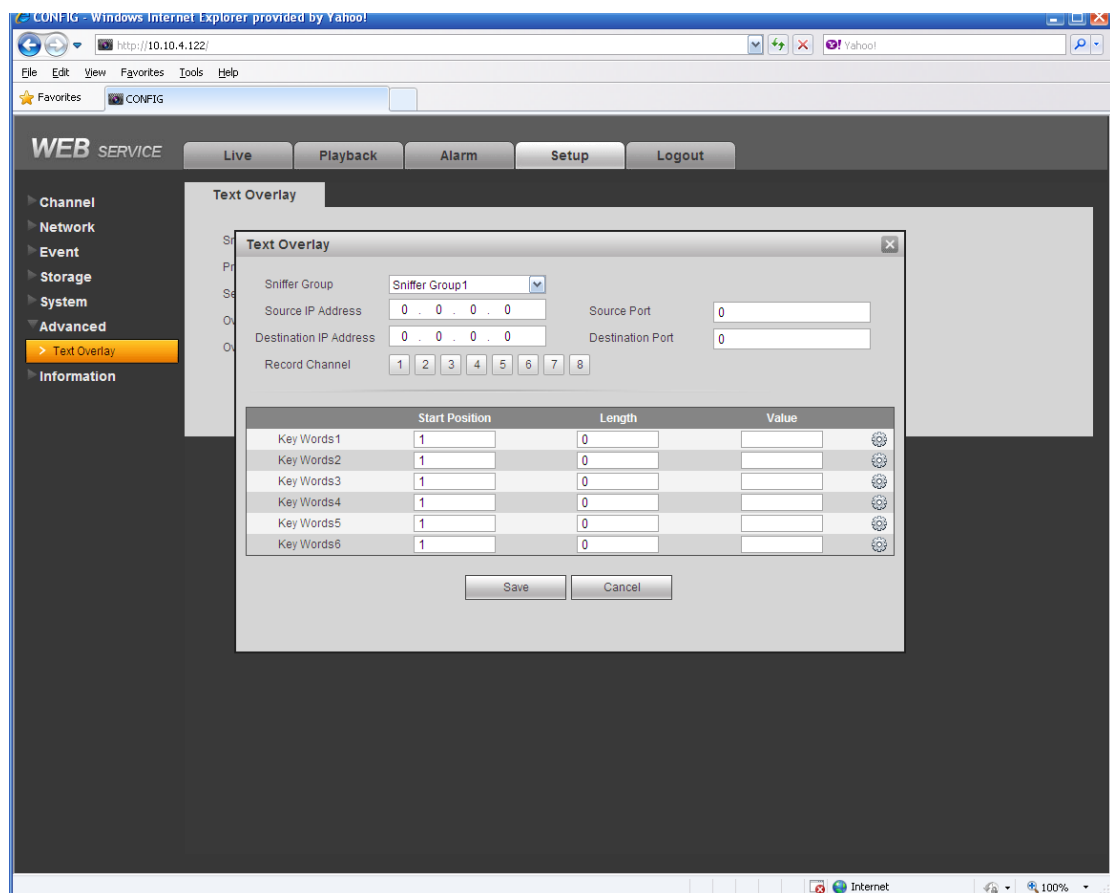 CONFIG - Windows Internet Explorer provided by Yahoo!
http://10.10.4.122/
Yahoo!
File Edit View Favorites Tools Help
Favorites CONFIG
WEB SERVICE Live Playback Alarm Setup Logout
Channel
Network
Event
Storage
System
Advanced
> Text Overlay
Information
Text Overlay
Sn
Pr
Se
Ov
Ov
Text Overlay
Sniffer Group Sniffer Group1
Source IP Address 0 . 0 . 0 . 0 Source Port 0
Destination IP Address 0 . 0 . 0 . 0 Destination Port 0
Record Channel 1 2 3 4 5 6 7 8
Start Position Length Value
Key Words1 1 0
Key Words2 1 0
Key Words3 1 0
Key Words4 1 0
Key Words5 1 0
Key Words6 1 0
Save Cancel
Internet 100%